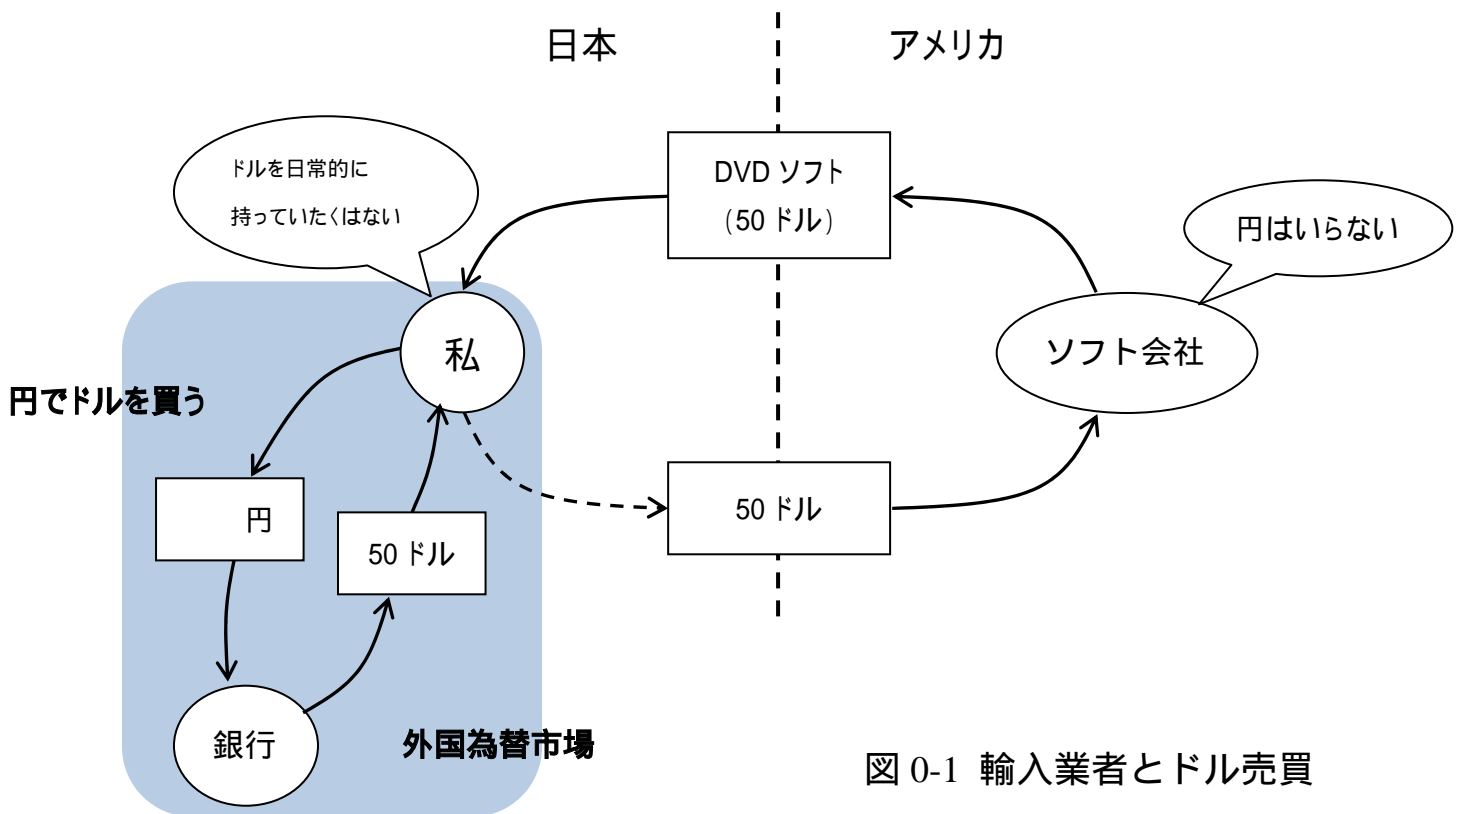 日本
アメリカ
ドルを日常的に
持っていたくはない
DVD ソフト
(50 ドル)
円はいらない
私
ソフト会社
円でドルを買う
円
50 ドル
50 ドル
銀行
外国為替市場
図 0-1 輸入業者とドル売買